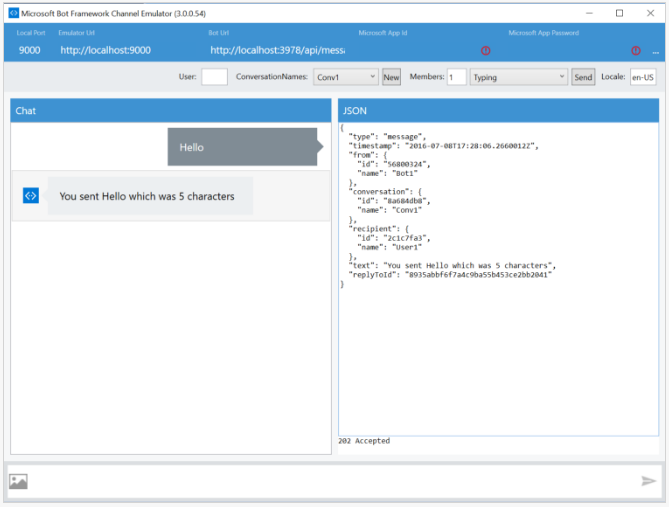 Microsoft Bot Framework Channel Emulator (3.0.0.54)
Local Port Emulator Url Bot Url Microsoft App Id Microsoft App Password
9000 http://localhost:9000 http://localhost:3978/api/messa ...
User: ConversationNames: Conv1 New Members: 1 Typing Send Locale: en-US
Chat
Hello
You sent Hello which was 5 characters
JSON
{
"type": "message",
"timestamp": "2016-07-08T17:28:06.2660012Z",
"from": {
"id": "56800324",
"name": "Bot1"
},
"conversation": {
"id": "8a684db8",
"name": "Conv1"
},
"recipient": {
"id": "2c1c7fa3",
"name": "User1"
},
"text": "You sent Hello which was 5 characters",
"replyToId": "8935abbf6f7a4c9ba55b453ce2bb2041"
}
202 Accepted